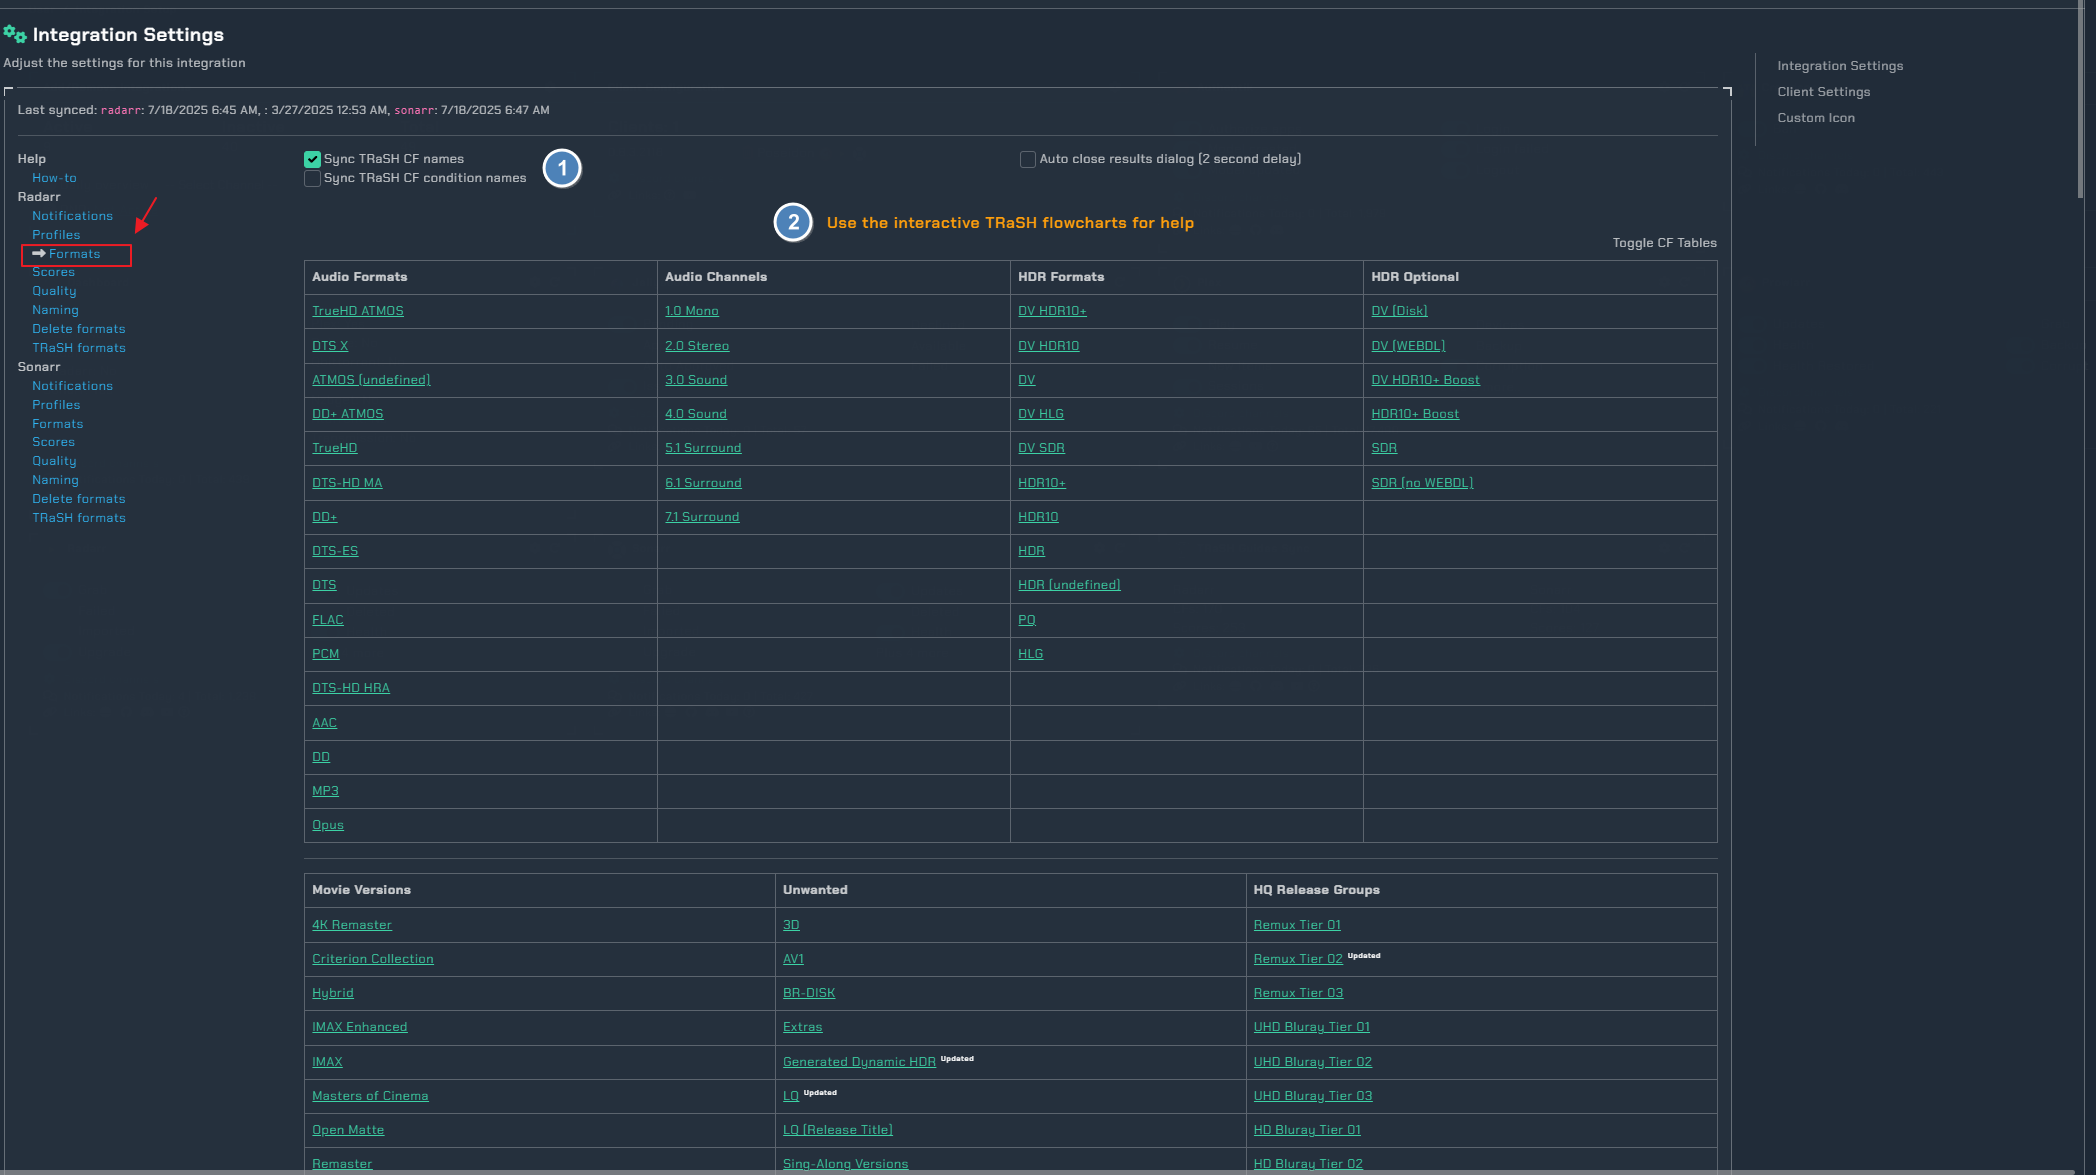 Integration Settings
Adjust the settings for this integration
Last synced: radarr: 7/18/2025 6:45 AM, : 3/27/2025 12:53 AM, sonarr: 7/18/2025 6:47 AM
Integration Settings
Client Settings
Custom Icon
Help
How-to
Radarr
Notifications
Profiles
Formats
Scores
Quality
Naming
Delete formats
TRaSH formats
Sonarr
Notifications
Profiles
Formats
Scores
Quality
Naming
Delete formats
TRaSH formats
Sync TRaSH CF names
Sync TRaSH CF condition names
1
Auto close results dialog (2 second delay)
2 Use the interactive TRaSH flowcharts for help
Toggle CF Tables
Audio Formats Audio Channels HDR Formats HDR Optional
TrueHD ATMOS 1.0 Mono DV HDR10+ DV (Disk)
DTS X 2.0 Stereo DV HDR10 DV (WEBDL)
ATMOS (undefined) 3.0 Sound DV DV HDR10+ Boost
DD+ ATMOS 4.0 Sound DV HLG HDR10+ Boost
TrueHD 5.1 Surround DV SDR SDR
DTS-HD MA 6.1 Surround HDR10+ SDR (no WEBDL)
DD+ 7.1 Surround HDR10
DTS-ES HDR
DTS HDR (undefined)
FLAC PQ
PCM HLG
DTS-HD HRA
AAC
DD
MP3
Opus
Movie Versions Unwanted HQ Release Groups
4K Remaster 3D Remux Tier 01
Criterion Collection AV1 Remux Tier 02 Updated
Hybrid BR-DISK Remux Tier 03
IMAX Enhanced Extras UHD Bluray Tier 01
IMAX Generated Dynamic HDR Updated UHD Bluray Tier 02
Masters of Cinema LQ Updated UHD Bluray Tier 03
Open Matte LQ (Release Title) HD Bluray Tier 01
Remaster Sing-Along Versions HD Bluray Tier 02